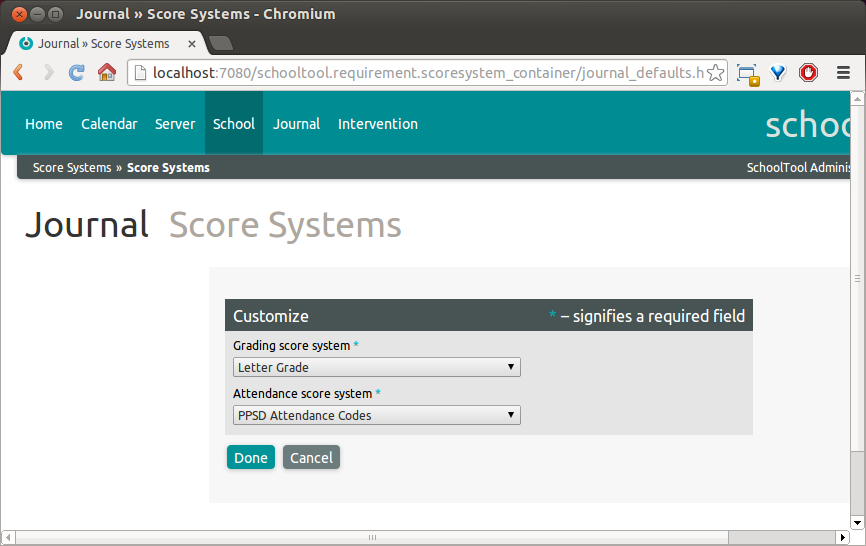 Journal » Score Systems - Chromium
Journal » Score Systems
localhost:7080/schooltool.requirement.scoresystem_container/journal_defaults.h
Home Calendar Server School Journal Intervention schoo
Score Systems » Score Systems SchoolTool Adminis
Journal Score Systems
Customize * – signifies a required field
Grading score system *
Letter Grade
Attendance score system *
PPSD Attendance Codes
Done Cancel